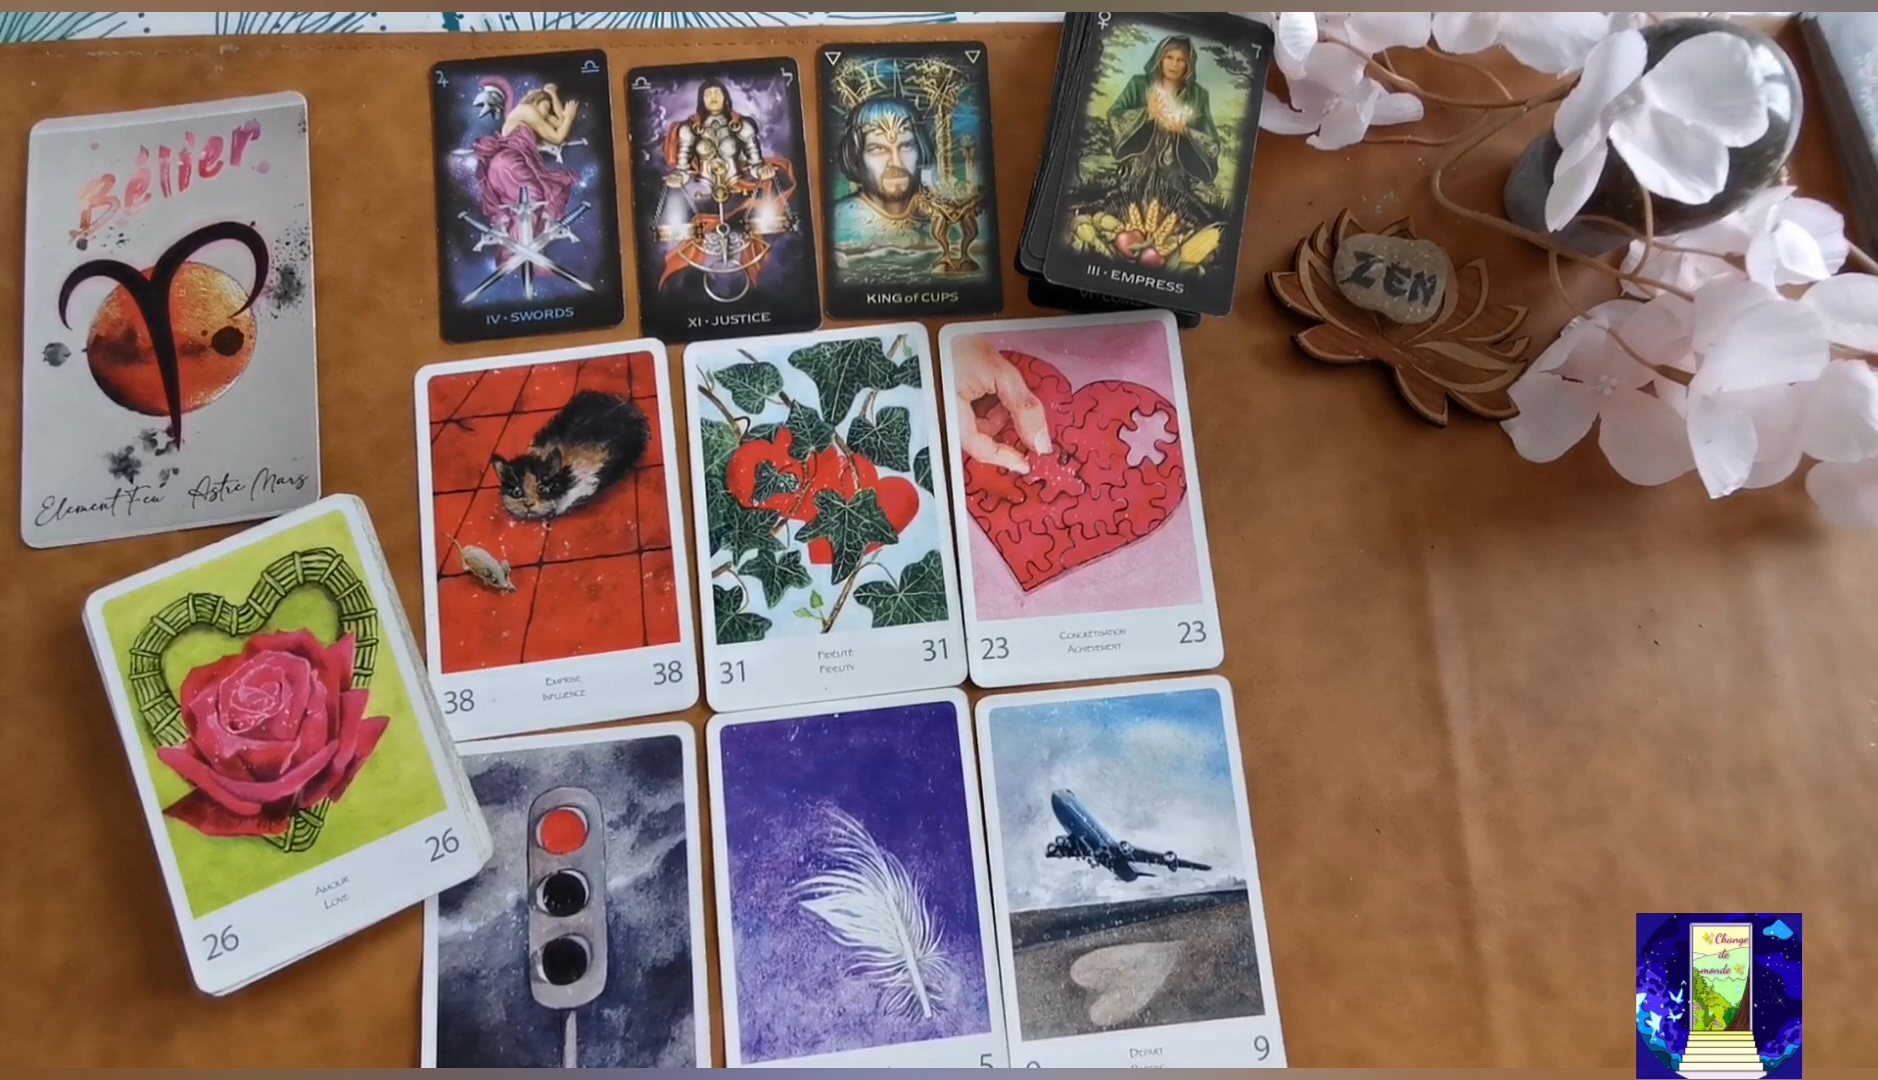 Bélier
Elément Feu Astre Mars
IV · SWORDS
XI · JUSTICE
KING of CUPS
III · EMPRESS
ZEN
38
EMPRISE
INFLUENCE
38
31
FIDÉLITÉ
FIDELITY
31
23
CONCRÉTISATION
ACHIEVEMENT
23
26
AMOUR
LOVE
26
5
DÉPART
9
Change
de
monde